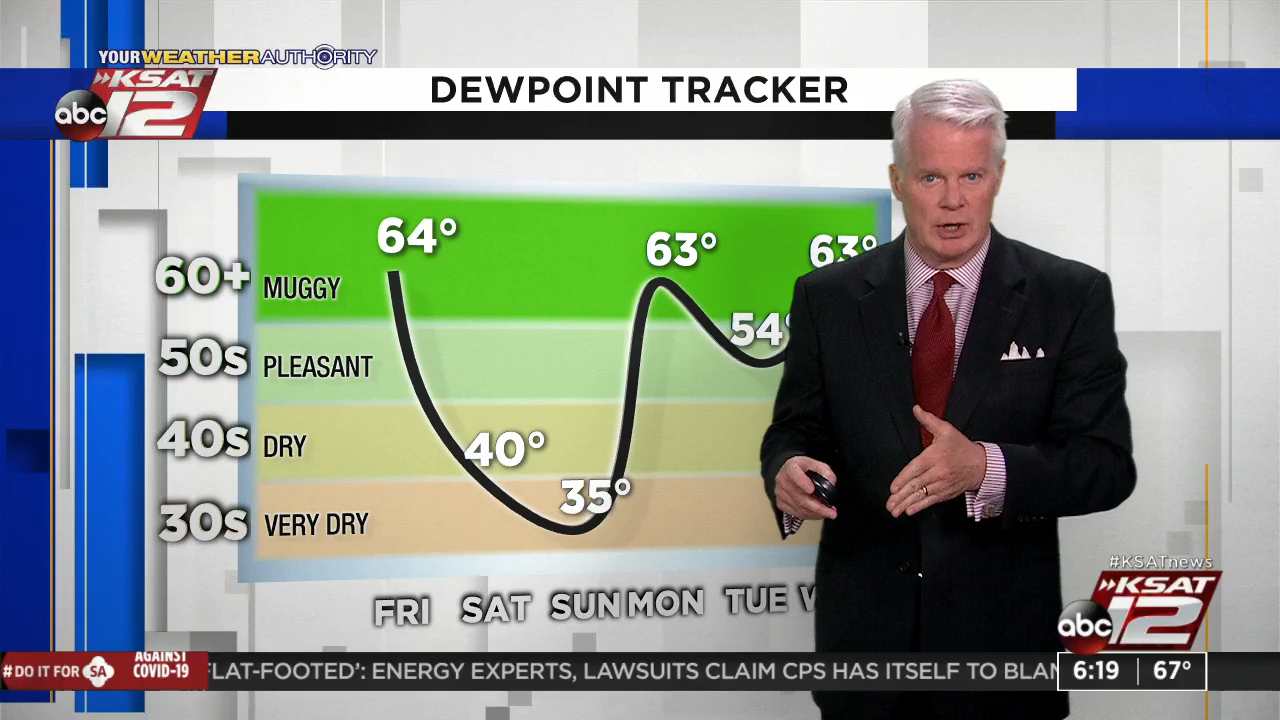 YOUR WEATHER AUTHORITY
KSAT
abc 12
DEWPOINT TRACKER
64° 63° 63°
60+ MUGGY
54°
50s PLEASANT
40s DRY
40°
35°
30s VERY DRY
FRI SAT SUN MON TUE
#KSATnews
KSAT
abc 12
#DO IT FOR SA AGAINST COVID-19
FLAT-FOOTED': ENERGY EXPERTS, LAWSUITS CLAIM CPS HAS ITSELF TO
6:19 67°